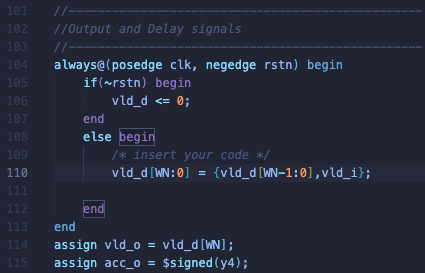 101 //-------------------------------------------------
102 //Output and Delay signals
103 //-------------------------------------------------
104 always@(posedge clk, negedge rstn) begin
105 if(~rstn) begin
106 vld_d <= 0;
107 end
108 else begin
109 /* insert your code */
110 vld_d[WN:0] = {vld_d[WN-1:0],vld_i};
111
112 end
113 end
114 assign vld_o = vld_d[WN];
115 assign acc_o = $signed(y4);